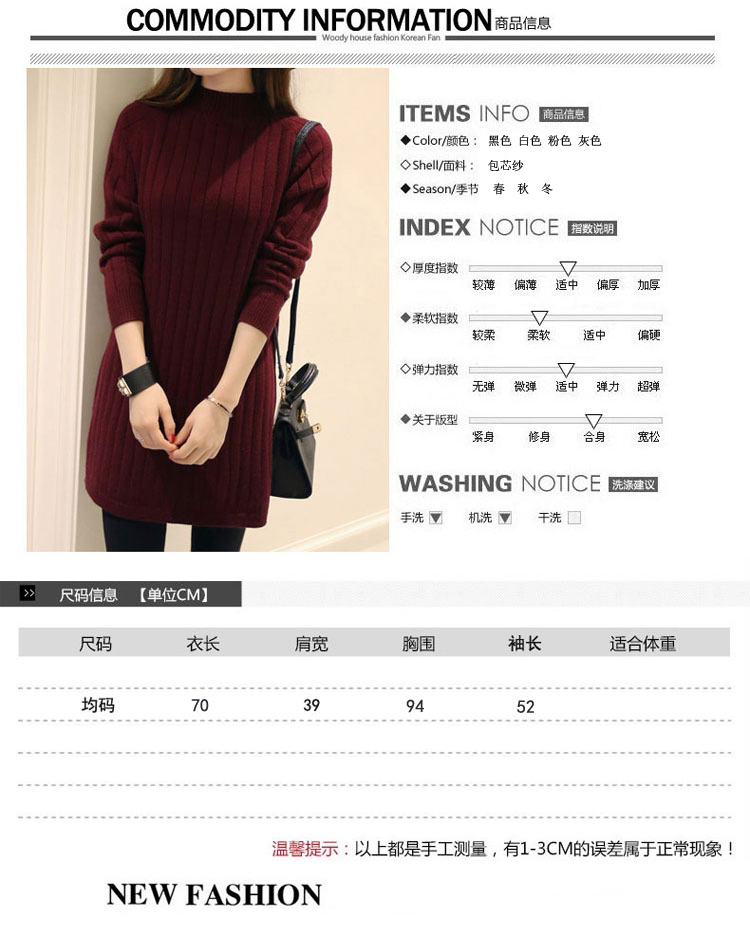 COMMODITY INFORMATION 商品信息
Woody house fashion Korean Fan
ITEMS INFO 商品信息
◆Color/颜色： 黑色 白色 粉色 灰色
◇Shell/面料： 包芯纱
◆Season/季节 春 秋 冬
INDEX NOTICE 指数说明
◇厚度指数
较薄 偏薄 适中 偏厚 加厚
◆柔软指数
较柔 柔软 适中 偏硬
◇弹力指数
无弹 微弹 适中 弹力 超弹
◆关于版型
紧身 修身 合身 宽松
WASHING NOTICE 洗涤建议
手洗 机洗 干洗
>> 尺码信息 【单位CM】
尺码 衣长 肩宽 胸围 袖长 适合体重
均码 70 39 94 52
温馨提示：以上都是手工测量，有1-3CM的误差属于正常现象！
NEW FASHION